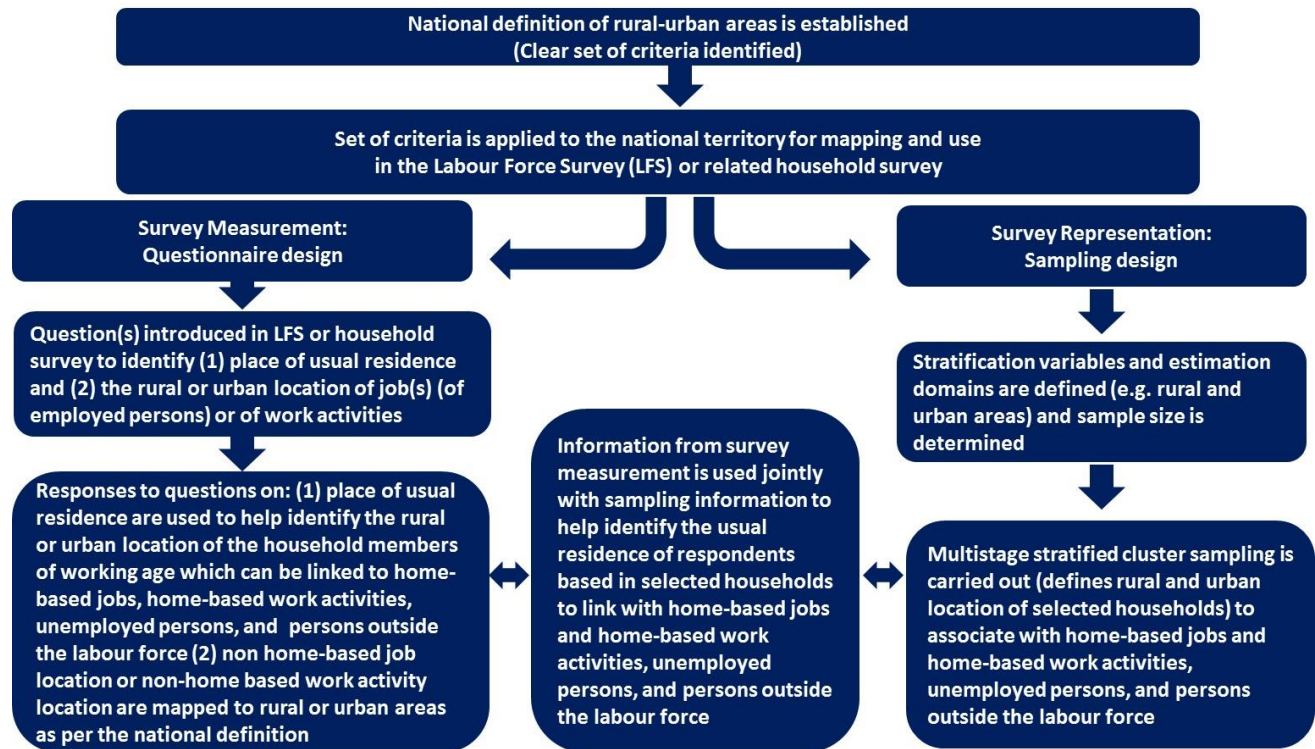 National definition of rural-urban areas is established
(Clear set of criteria identified)
Set of criteria is applied to the national territory for mapping and use
in the Labour Force Survey (LFS) or related household survey
Survey Measurement:
Questionnaire design
Survey Representation:
Sampling design
Question(s) introduced in LFS or household
survey to identify (1) place of usual residence
and (2) the rural or urban location of job(s) (of
employed persons) or of work activities
Stratification variables and estimation
domains are defined (e.g. rural and
urban areas) and sample size is
determined
Responses to questions on: (1) place of usual
residence are used to help identify the rural
or urban location of the household members
of working age which can be linked to home-
based jobs, home-based work activities,
unemployed persons, and persons outside
the labour force (2) non home-based job
location or non-home based work activity
location are mapped to rural or urban areas
as per the national definition
Information from survey
measurement is used jointly
with sampling information to
help identify the usual
residence of respondents
based in selected households
to link with home-based jobs
and home-based work
activities, unemployed
persons, and persons outside
the labour force
Multistage stratified cluster sampling is
carried out (defines rural and urban
location of selected households) to
associate with home-based jobs and
home-based work activities,
unemployed persons, and persons
outside the labour force